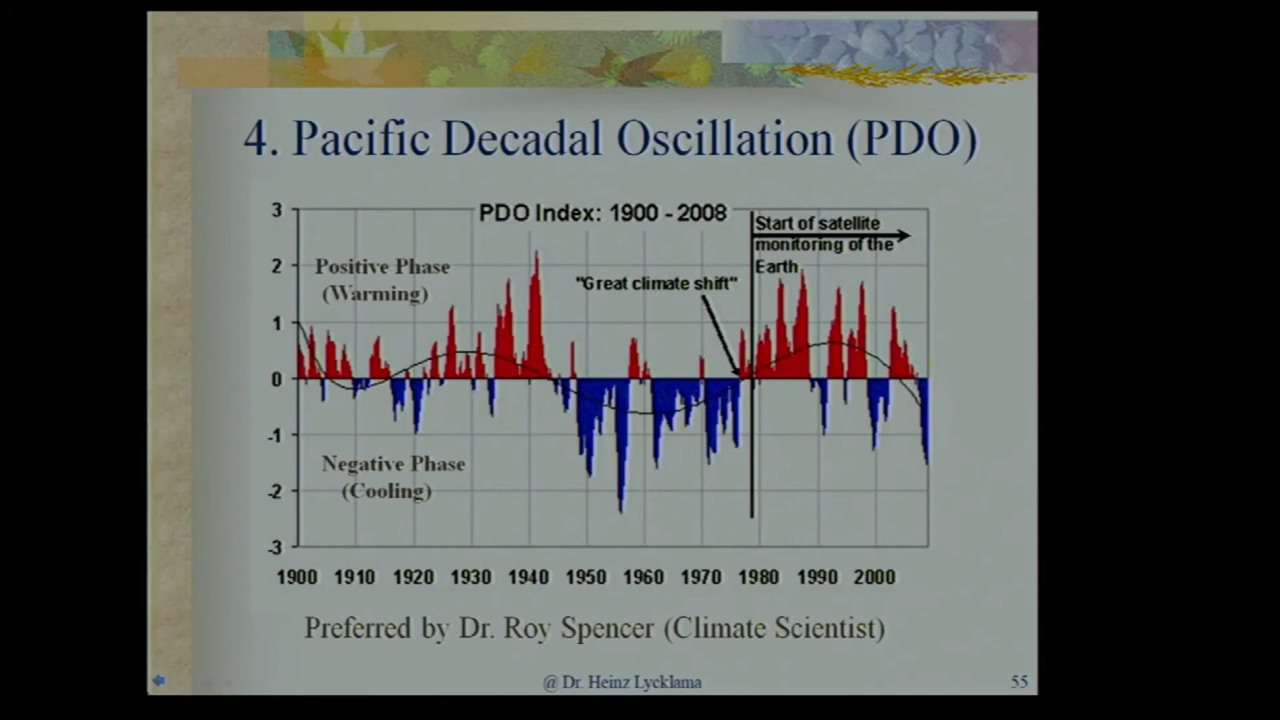 4. Pacific Decadal Oscillation (PDO)
PDO Index: 1900 - 2008
Start of satellite
monitoring of the
Earth
Positive Phase
(Warming)
"Great climate shift"
Negative Phase
(Cooling)
3
2
1
0
-1
-2
-3
1900 1910 1920 1930 1940 1950 1960 1970 1980 1990 2000
Preferred by Dr. Roy Spencer (Climate Scientist)
@ Dr. Heinz Lycklama
55